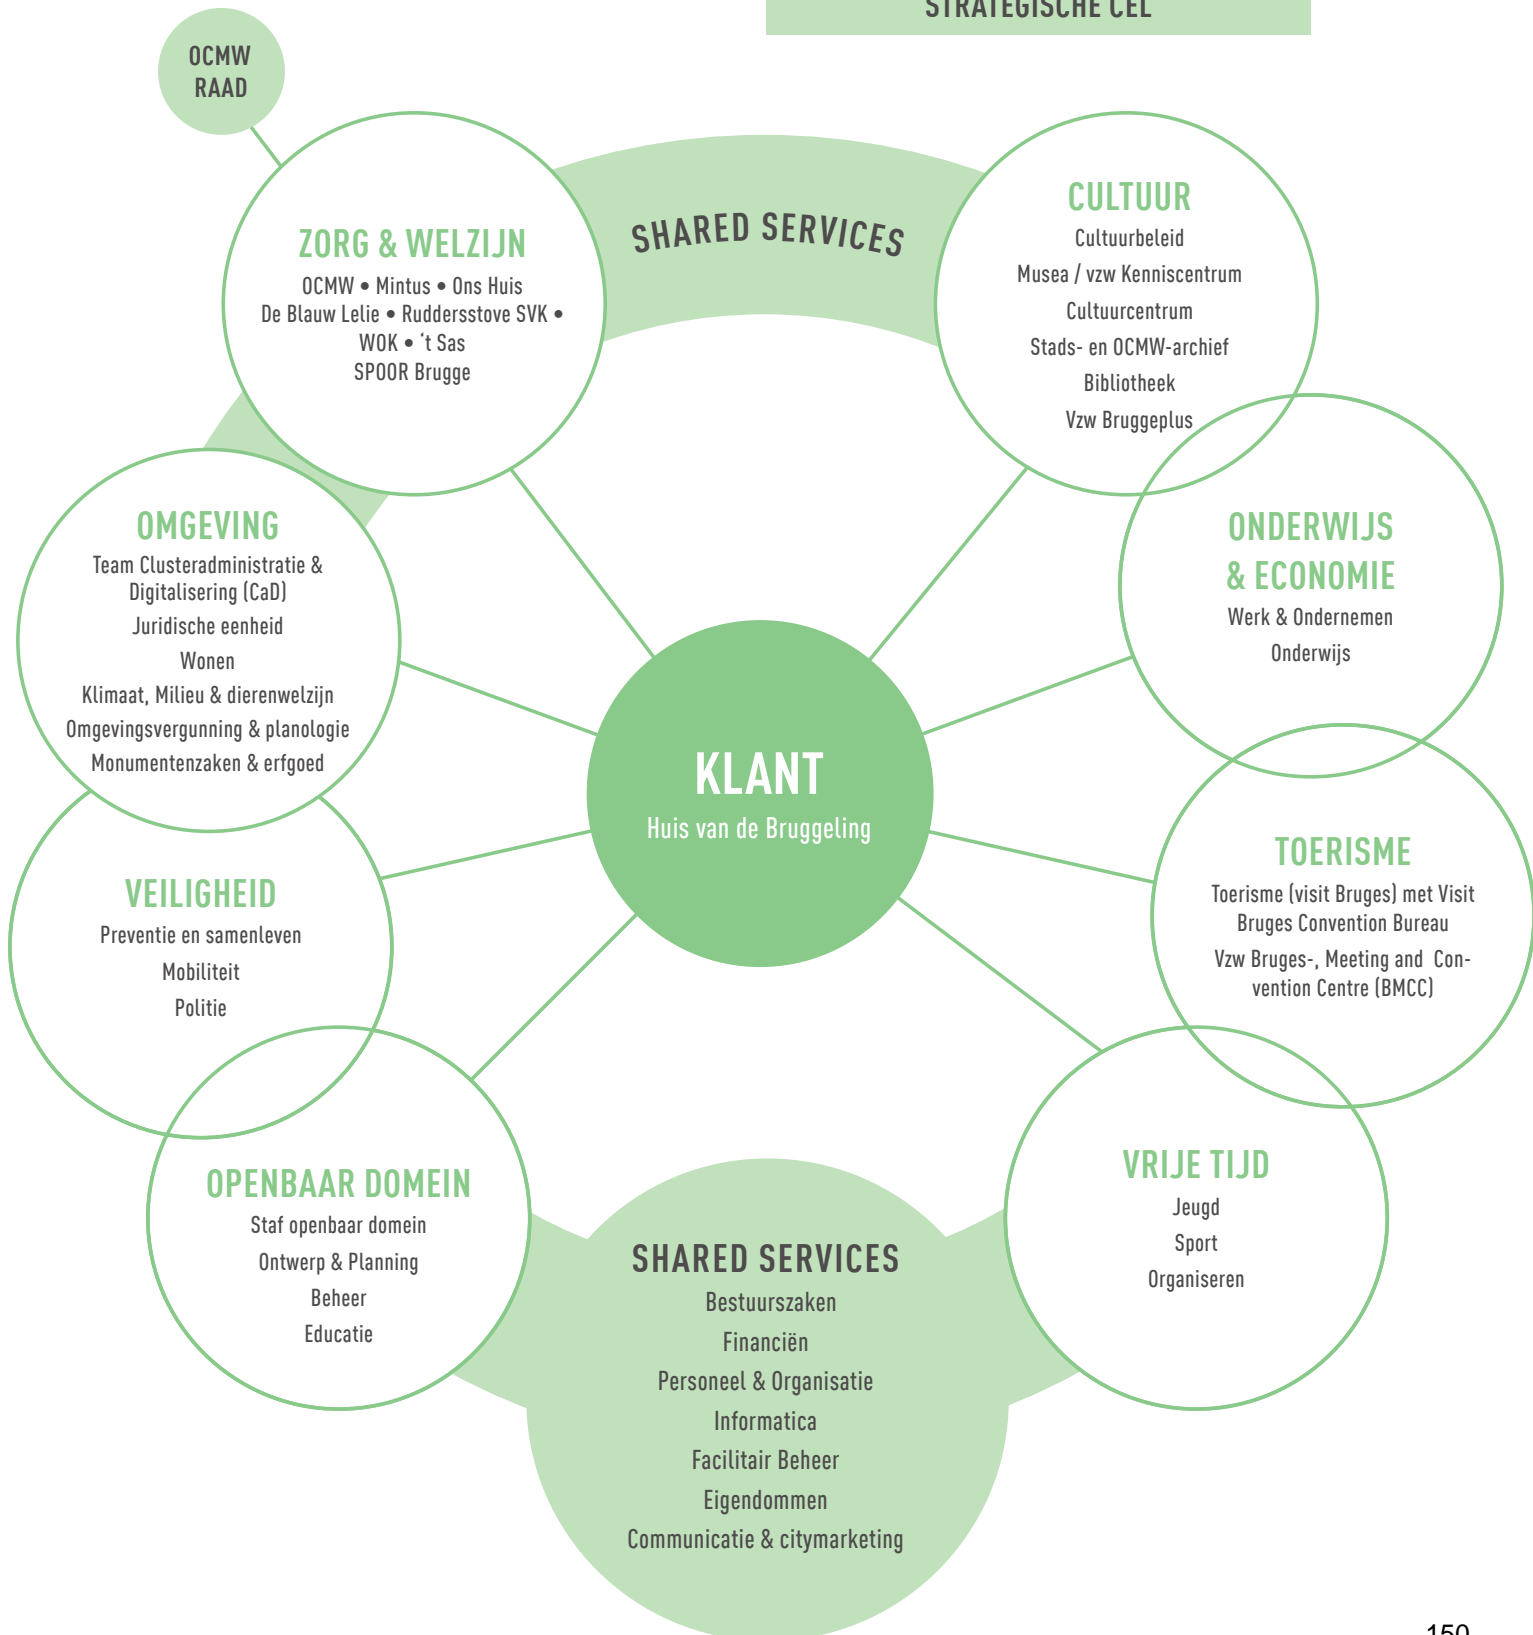 STRATEGISCHE CEL
OCMW
RAAD
SHARED SERVICES
ZORG & WELZIJN
OCMW • Mintus • Ons Huis
De Blauw Lelie • Ruddersstove SVK •
WOK • ‘t Sas
SPOOR Brugge
CULTUUR
Cultuurbeleid
Musea / vzw Kenniscentrum
Cultuurcentrum
Stads- en OCMW-archief
Bibliotheek
Vzw Bruggeplus
OMGEVING
Team Clusteradministratie &
Digitalisering (CaD)
Juridische eenheid
Wonen
Klimaat, Milieu & dierenwelzijn
Omgevingsvergunning & planologie
Monumentenzaken & erfgoed
ONDERWIJS
& ECONOMIE
Werk & Ondernemen
Onderwijs
KLANT
Huis van de Bruggeling
VEILIGHEID
Preventie en samenleven
Mobiliteit
Politie
TOERISME
Toerisme (visit Bruges) met Visit
Bruges Convention Bureau
Vzw Bruges-, Meeting and Con-
vention Centre (BMCC)
OPENBAAR DOMEIN
Staf openbaar domein
Ontwerp & Planning
Beheer
Educatie
VRIJE TIJD
Jeugd
Sport
Organiseren
SHARED SERVICES
Bestuurszaken
Financiën
Personeel & Organisatie
Informatica
Facilitair Beheer
Eigendommen
Communicatie & citymarketing
150